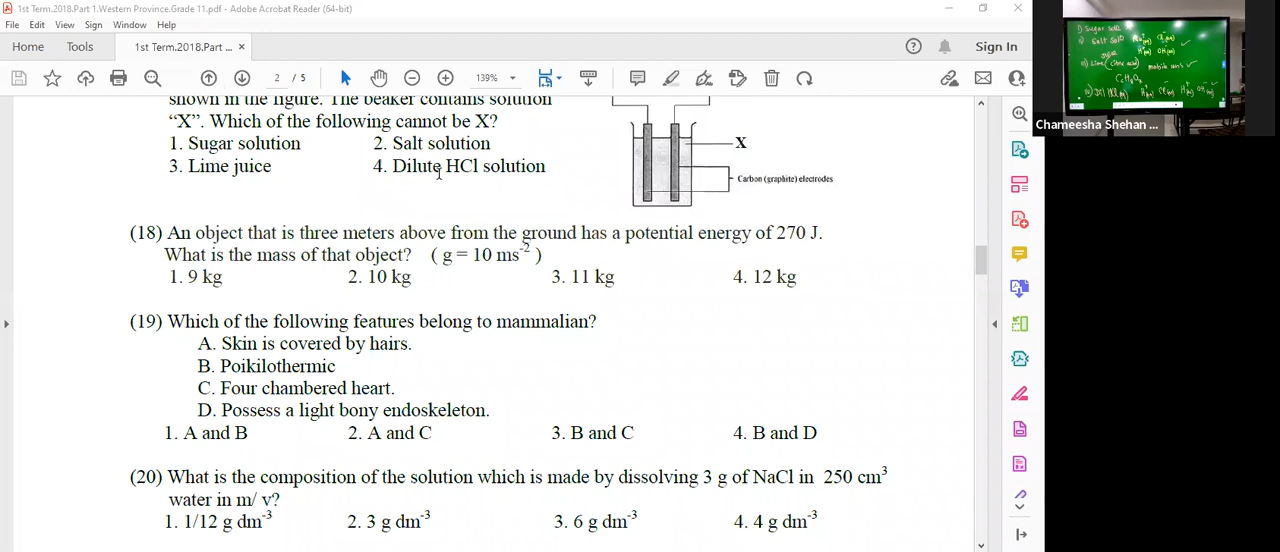 1st Term.2018.Part 1.Western Province.Grade 11.pdf - Adobe Acrobat Reader (64-bit)
File Edit View Sign Window Help
Home Tools 1st Term.2018.Part ... × Sign In
2 / 5 139%
shown in the figure. The beaker contains solution
“X”. Which of the following cannot be X?
1. Sugar solution 2. Salt solution
3. Lime juice 4. Dilute HCl solution
X
Carbon (graphite) electrodes
(18) An object that is three meters above from the ground has a potential energy of 270 J.
What is the mass of that object? ( g = 10 ms⁻² )
1. 9 kg 2. 10 kg 3. 11 kg 4. 12 kg
(19) Which of the following features belong to mammalian?
A. Skin is covered by hairs.
B. Poikilothermic
C. Four chambered heart.
D. Possess a light bony endoskeleton.
1. A and B 2. A and C 3. B and C 4. B and D
(20) What is the composition of the solution which is made by dissolving 3 g of NaCl in 250 cm³
water in m/ v?
1. 1/12 g dm⁻³ 2. 3 g dm⁻³ 3. 6 g dm⁻³ 4. 4 g dm⁻³
Chameesha Shehan ...